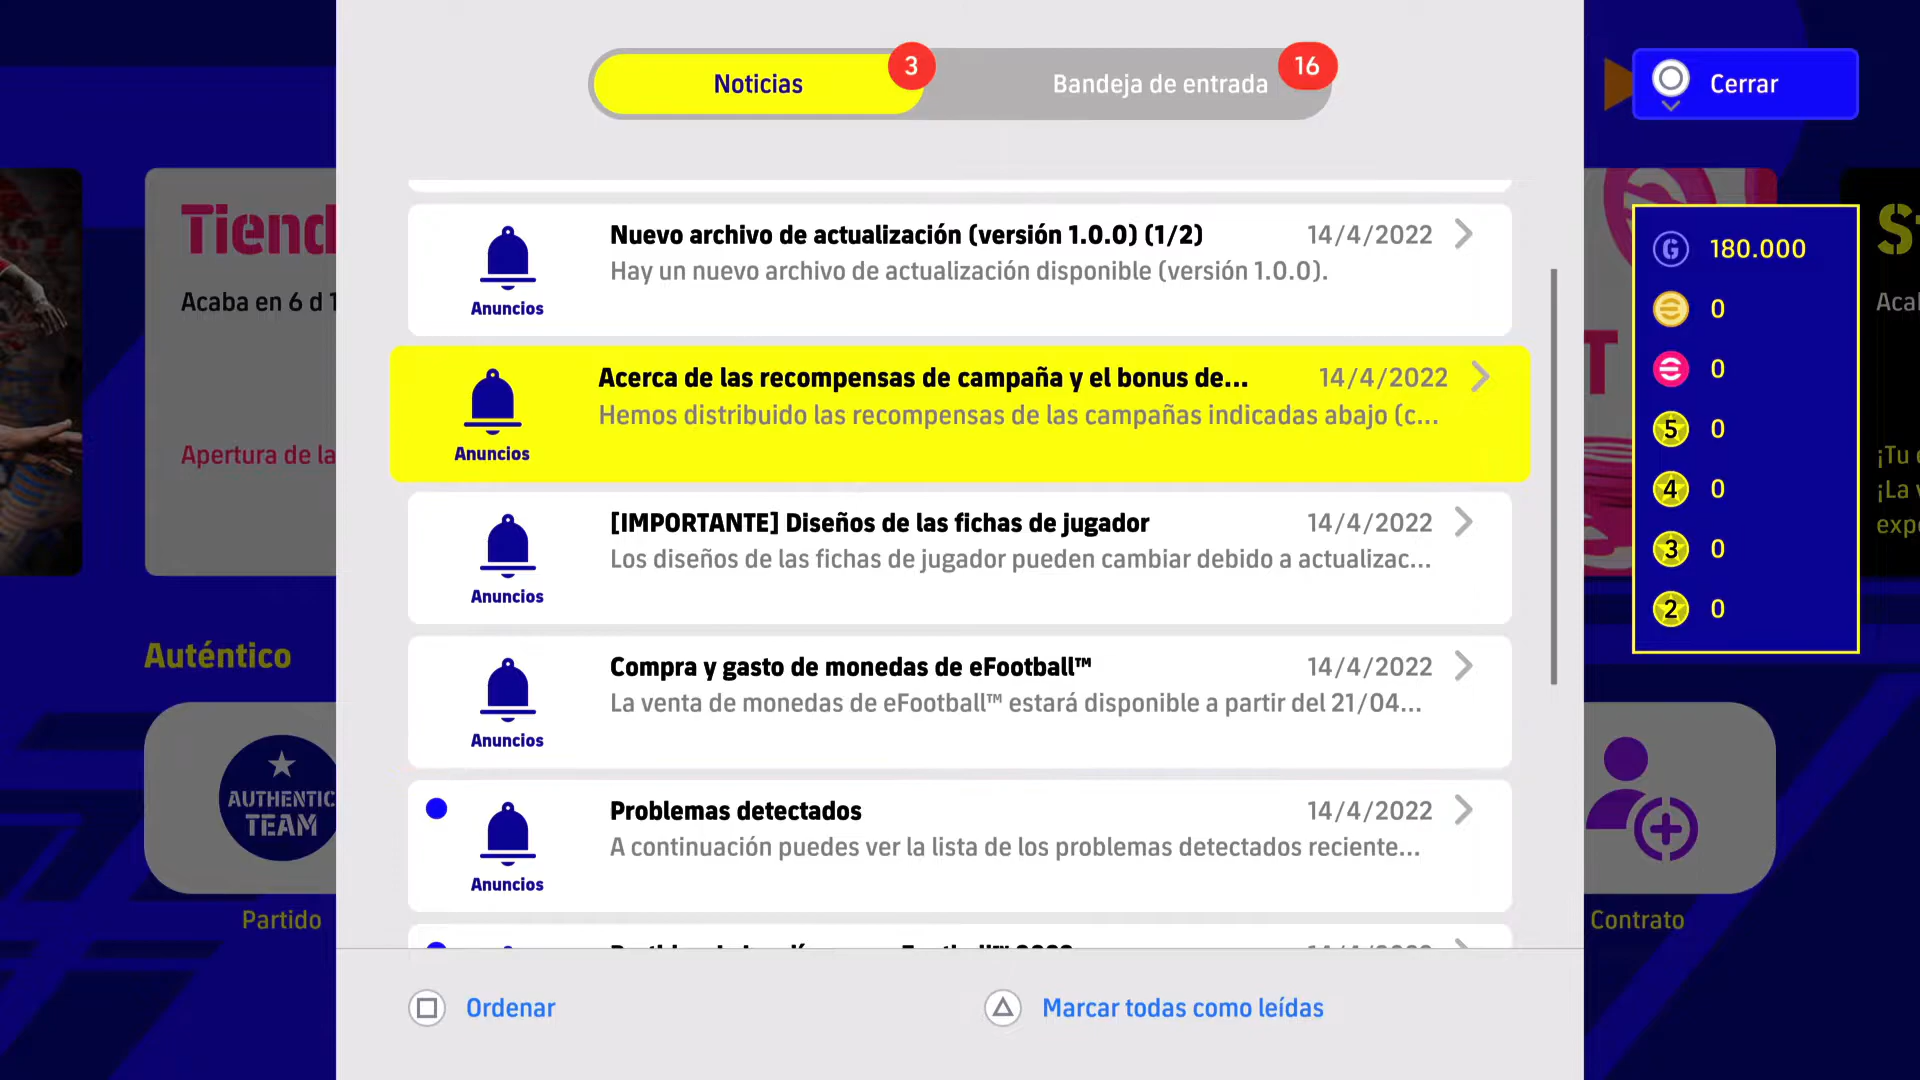 Noticias
3
Bandeja de entrada
16
Cerrar
Tiend
Acaba en 6 d 1
Apertura de la
Nuevo archivo de actualización (versión 1.0.0) (1/2)
14/4/2022
Hay un nuevo archivo de actualización disponible (versión 1.0.0).
Anuncios
Acerca de las recompensas de campaña y el bonus de...
14/4/2022
Hemos distribuido las recompensas de las campañas indicadas abajo (c...
Anuncios
[IMPORTANTE] Diseños de las fichas de jugador
14/4/2022
Los diseños de las fichas de jugador pueden cambiar debido a actualizac...
Anuncios
Compra y gasto de monedas de eFootball™
14/4/2022
La venta de monedas de eFootball™ estará disponible a partir del 21/04...
Anuncios
Problemas detectados
14/4/2022
A continuación puedes ver la lista de los problemas detectados reciente...
Anuncios
G 180.000
0
0
5 0
4 0
3 0
2 0
St
Acal
¡Tu e
¡La v
expe
T
Auténtico
AUTHENTIC
TEAM
Partido
Contrato
Ordenar
Marcar todas como leídas